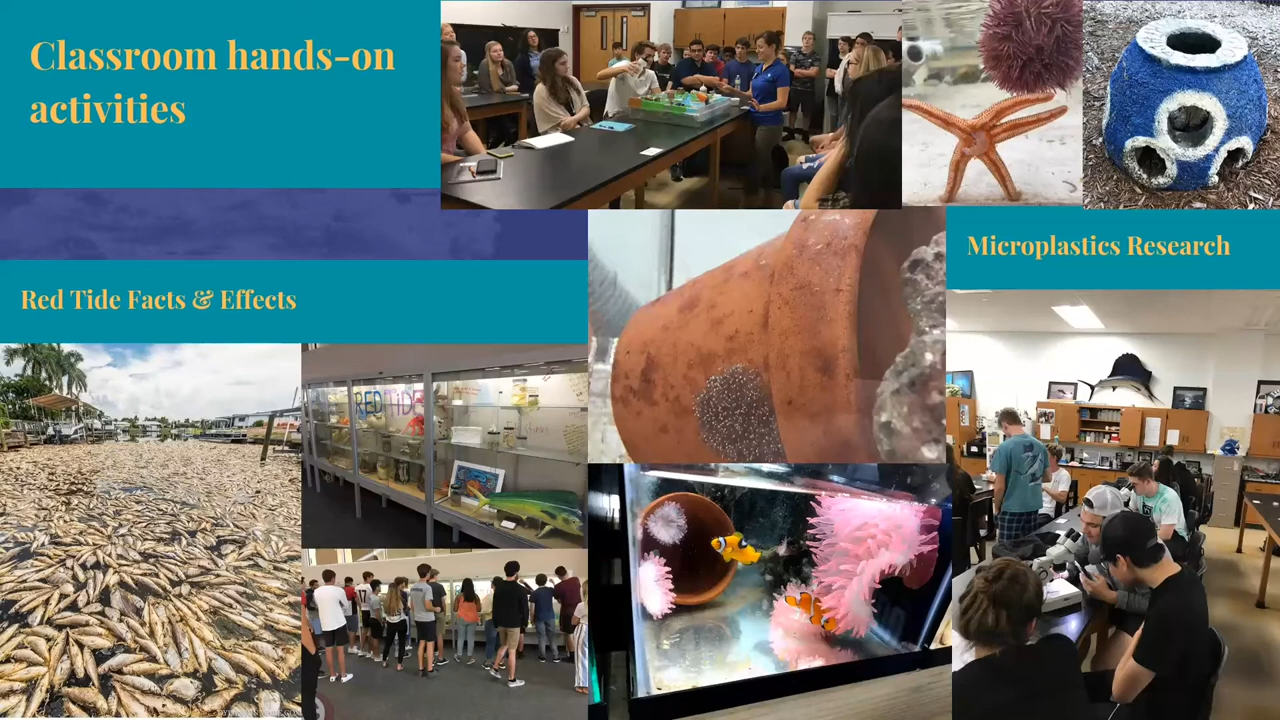 Classroom hands-on
activities
Microplastics Research
Red Tide Facts & Effects
RED TIDE